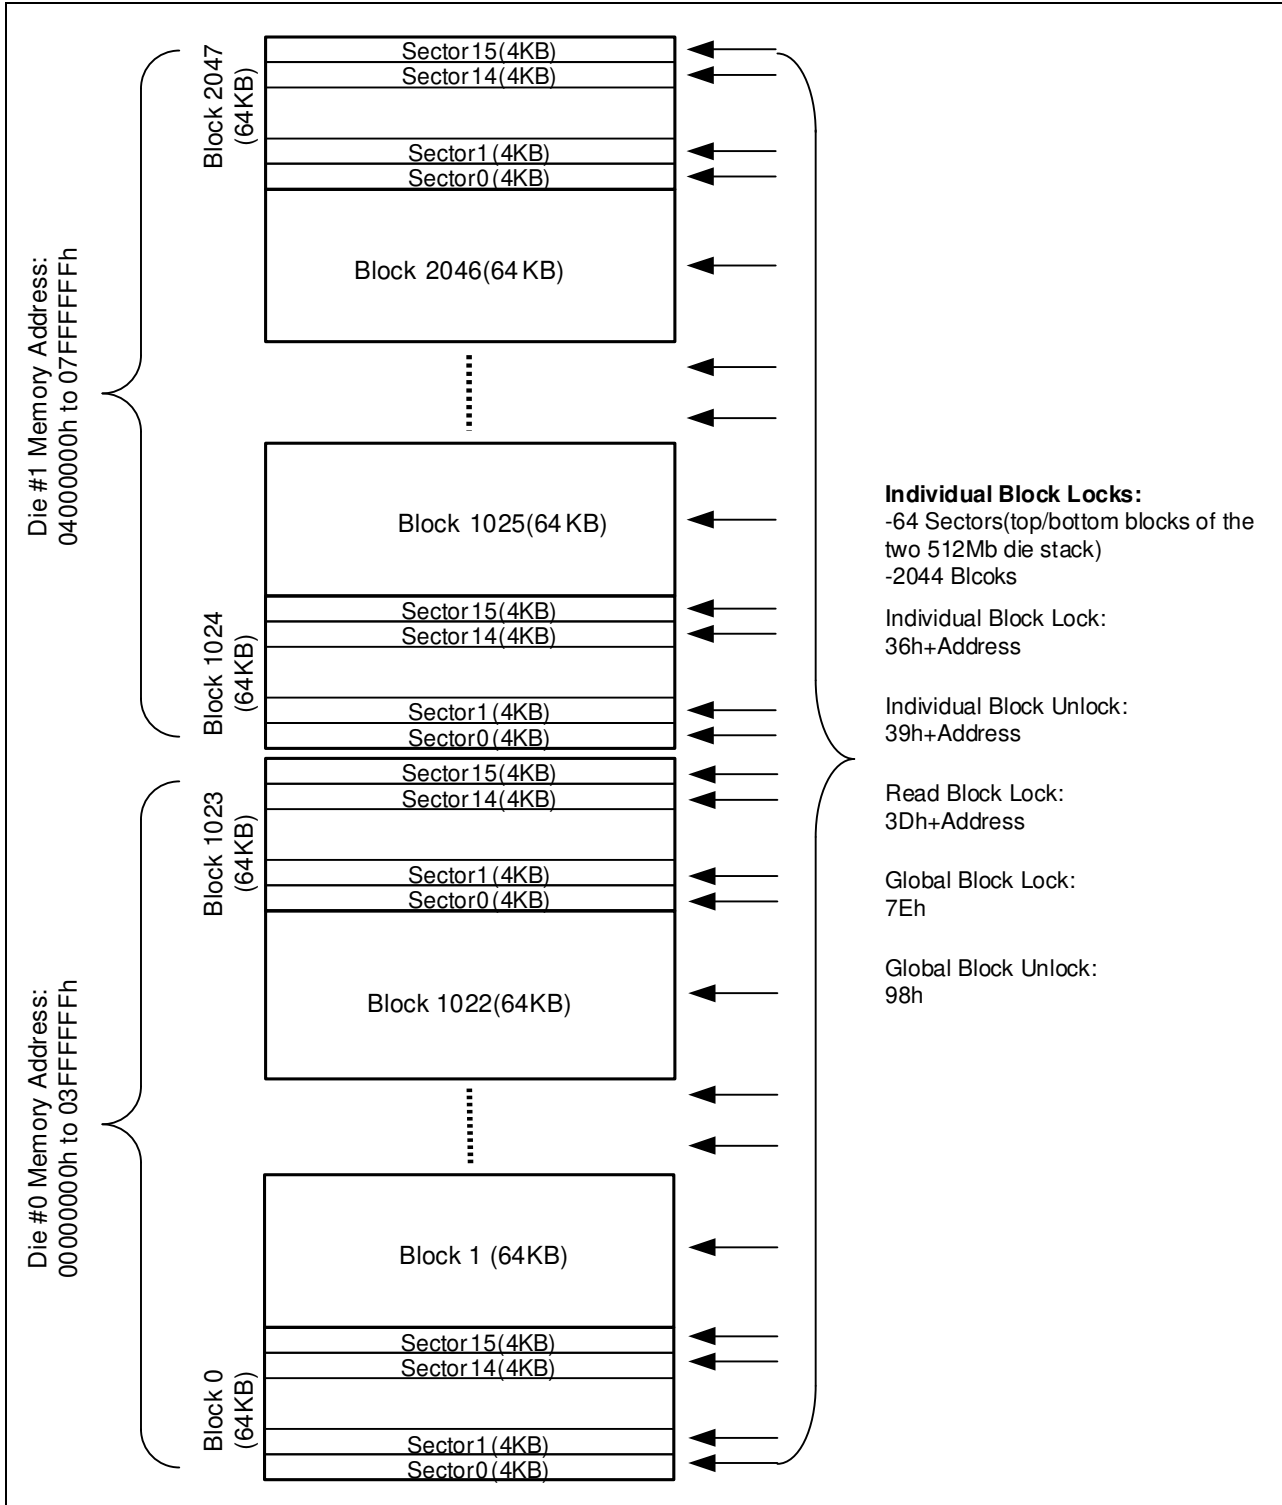 Block 2047
(64KB)
Sector15(4KB)
Sector14(4KB)
Sector1(4KB)
Sector0(4KB)
Block 2046(64KB)
Die #1 Memory Address:
0400000h to 07FFFFFFh
Block 1025(64KB)
Block 1024
(64KB)
Sector15(4KB)
Sector14(4KB)
Sector1(4KB)
Sector0(4KB)
Block 1023
(64KB)
Sector15(4KB)
Sector14(4KB)
Sector1(4KB)
Sector0(4KB)
Block 1022(64KB)
Die #0 Memory Address:
0000000h to 03FFFFFFh
Block 1 (64KB)
Block 0
(64KB)
Sector15(4KB)
Sector14(4KB)
Sector1(4KB)
Sector0(4KB)
Individual Block Locks:
-64 Sectors(top/bottom blocks of the
two 512Mb die stack)
-2044 Blcoks
Individual Block Lock:
36h+Address
Individual Block Unlock:
39h+Address
Read Block Lock:
3Dh+Address
Global Block Lock:
7Eh
Global Block Unlock:
98h